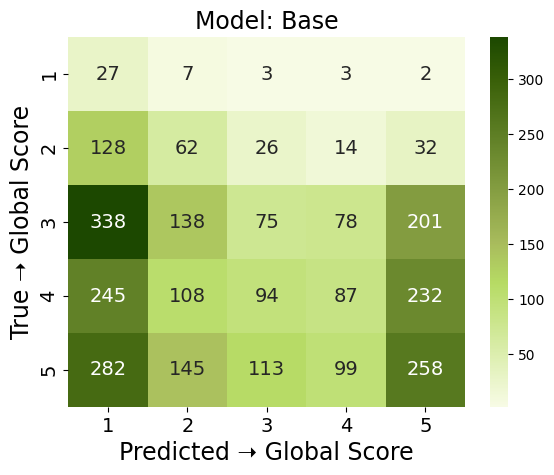 Model: Base
True → Global Score
1 27 7 3 3 2
2 128 62 26 14 32
3 338 138 75 78 201
4 245 108 94 87 232
5 282 145 113 99 258
1 2 3 4 5
Predicted → Global Score
300
250
200
150
100
50